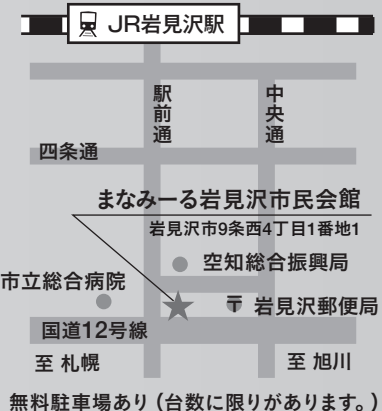 JR岩見沢駅
駅前通
中央通
四条通
まなみーる岩見沢市民会館
岩見沢市9条西4丁目1番地1
空知総合振興局
市立総合病院
〒 岩見沢郵便局
国道12号線
至 札幌
至 旭川
無料駐車場あり（台数に限りがあります。）